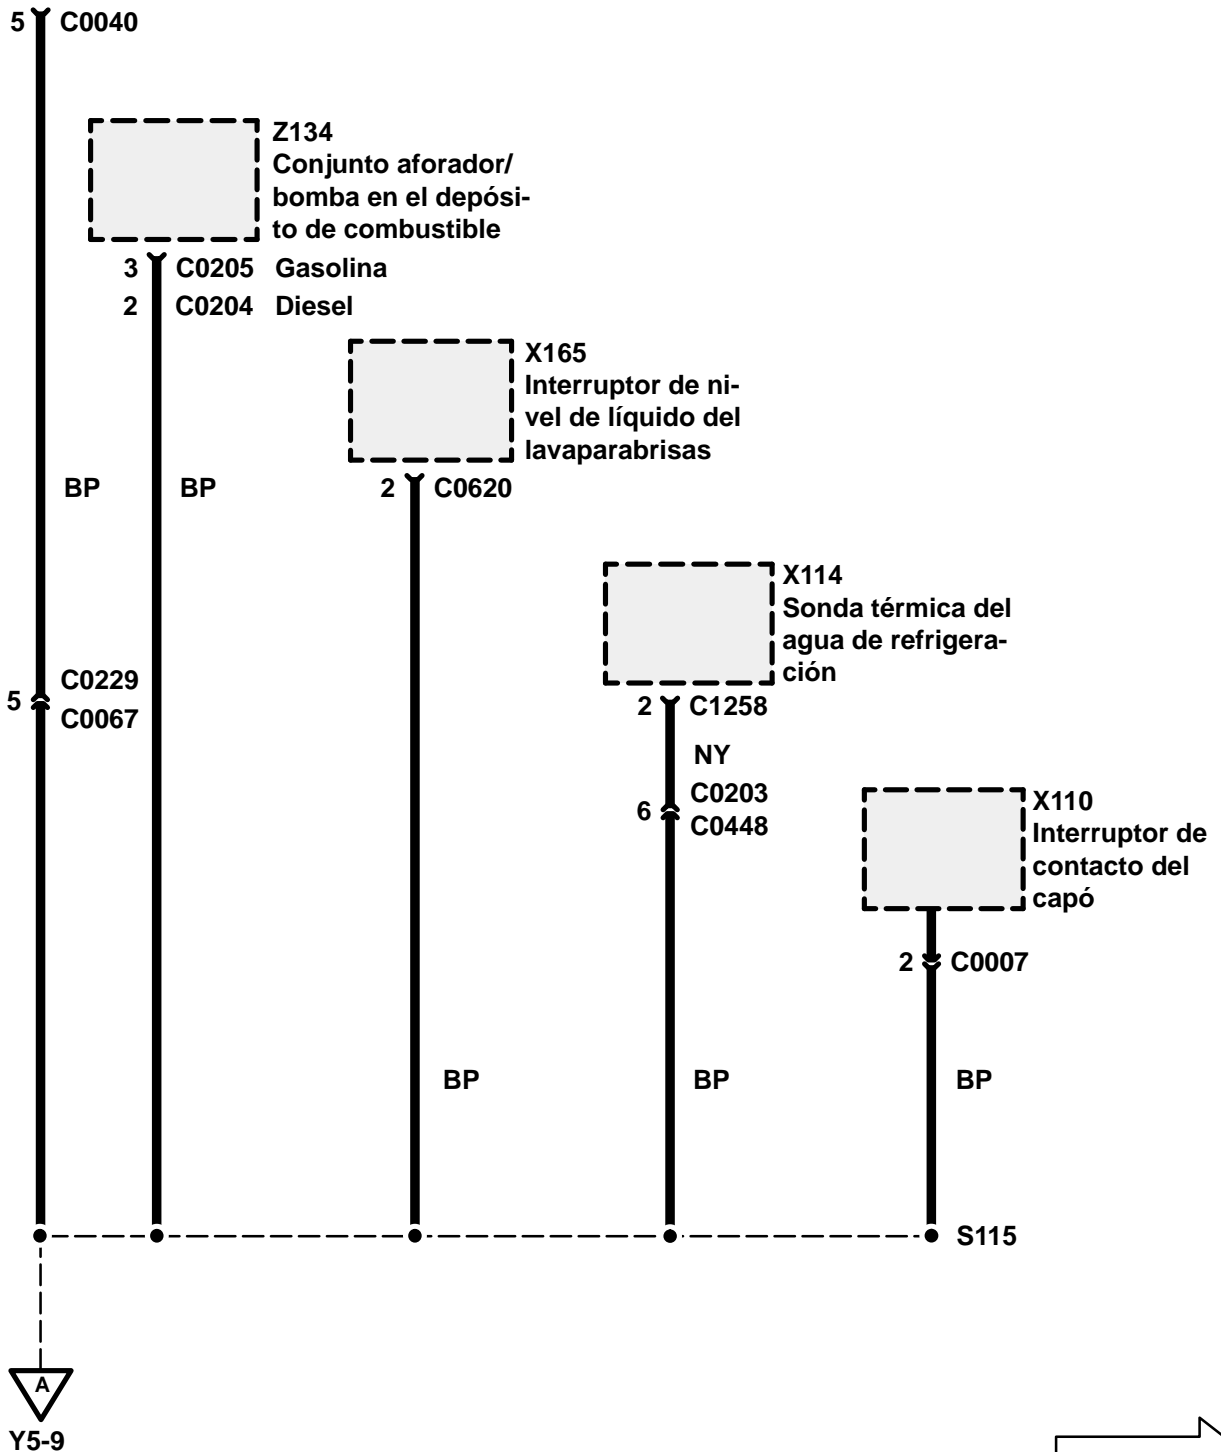 5 C0040
Z134
Conjunto aforador/
bomba en el depósi-
to de combustible
3 C0205 Gasolina
2 C0204 Diesel
X165
Interruptor de ni-
vel de líquido del
lavaparabrisas
BP BP 2 C0620
X114
Sonda térmica del
agua de refrigera-
ción
5 C0229
C0067
2 C1258
NY
6 C0203
C0448
X110
Interruptor de
contacto del
capó
2 C0007
BP BP BP
S115
A
Y5-9